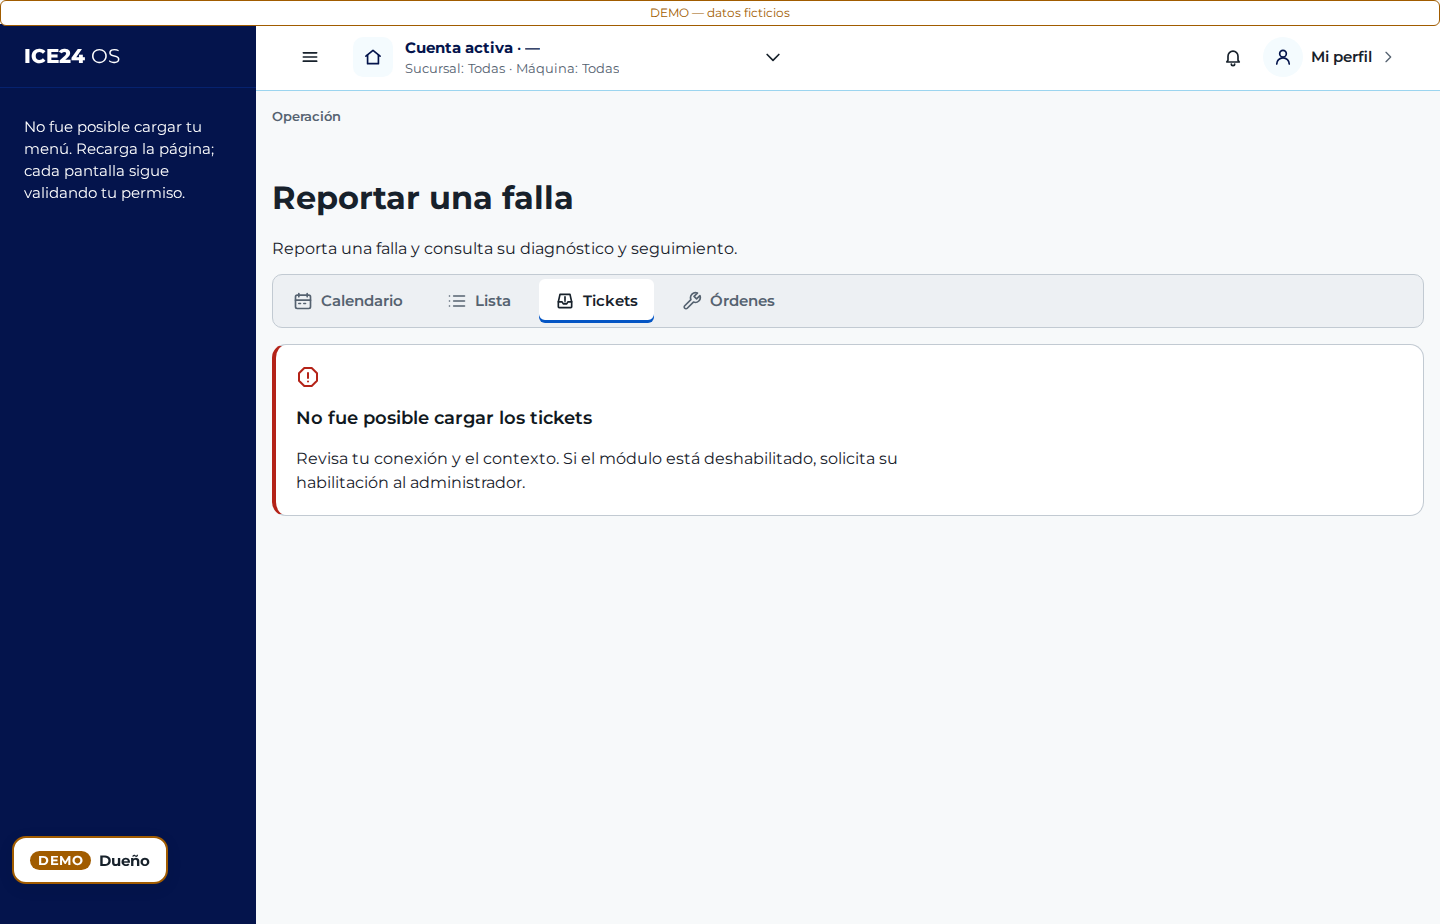 DEMO — datos ficticios
ICE24 OS
Cuenta activa · —
Sucursal: Todas · Máquina: Todas
Mi perfil
No fue posible cargar tu
menú. Recarga la página;
cada pantalla sigue
validando tu permiso.
Operación
Reportar una falla
Reporta una falla y consulta su diagnóstico y seguimiento.
Calendario
Lista
Tickets
Órdenes
No fue posible cargar los tickets
Revisa tu conexión y el contexto. Si el módulo está deshabilitado, solicita su
habilitación al administrador.
DEMO Dueño